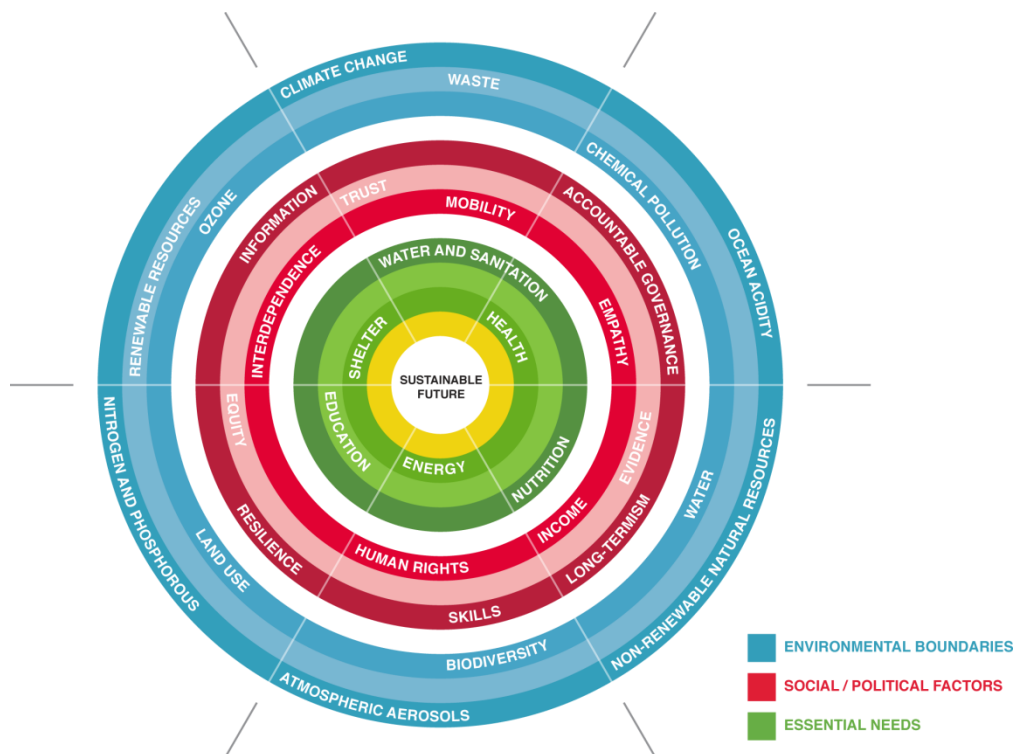 CLIMATE CHANGE
WASTE
CHEMICAL POLLUTION
OCEAN ACIDITY
RENEWABLE RESOURCES
OZONE
INFORMATION
TRUST
MOBILITY
ACCOUNTABLE GOVERNANCE
INTERDEPENDENCE
EMPATHY
WATER AND SANITATION
SHELTER
HEALTH
SUSTAINABLE
FUTURE
EDUCATION
ENERGY
NUTRITION
EQUITY
EVIDENCE
RESILIENCE
HUMAN RIGHTS
INCOME
LONG-TERMISM
SKILLS
NITROGEN AND PHOSPHOROUS
LAND USE
WATER
NON-RENEWABLE NATURAL RESOURCES
BIODIVERSITY
ATMOSPHERIC AEROSOLS
ENVIRONMENTAL BOUNDARIES
SOCIAL / POLITICAL FACTORS
ESSENTIAL NEEDS